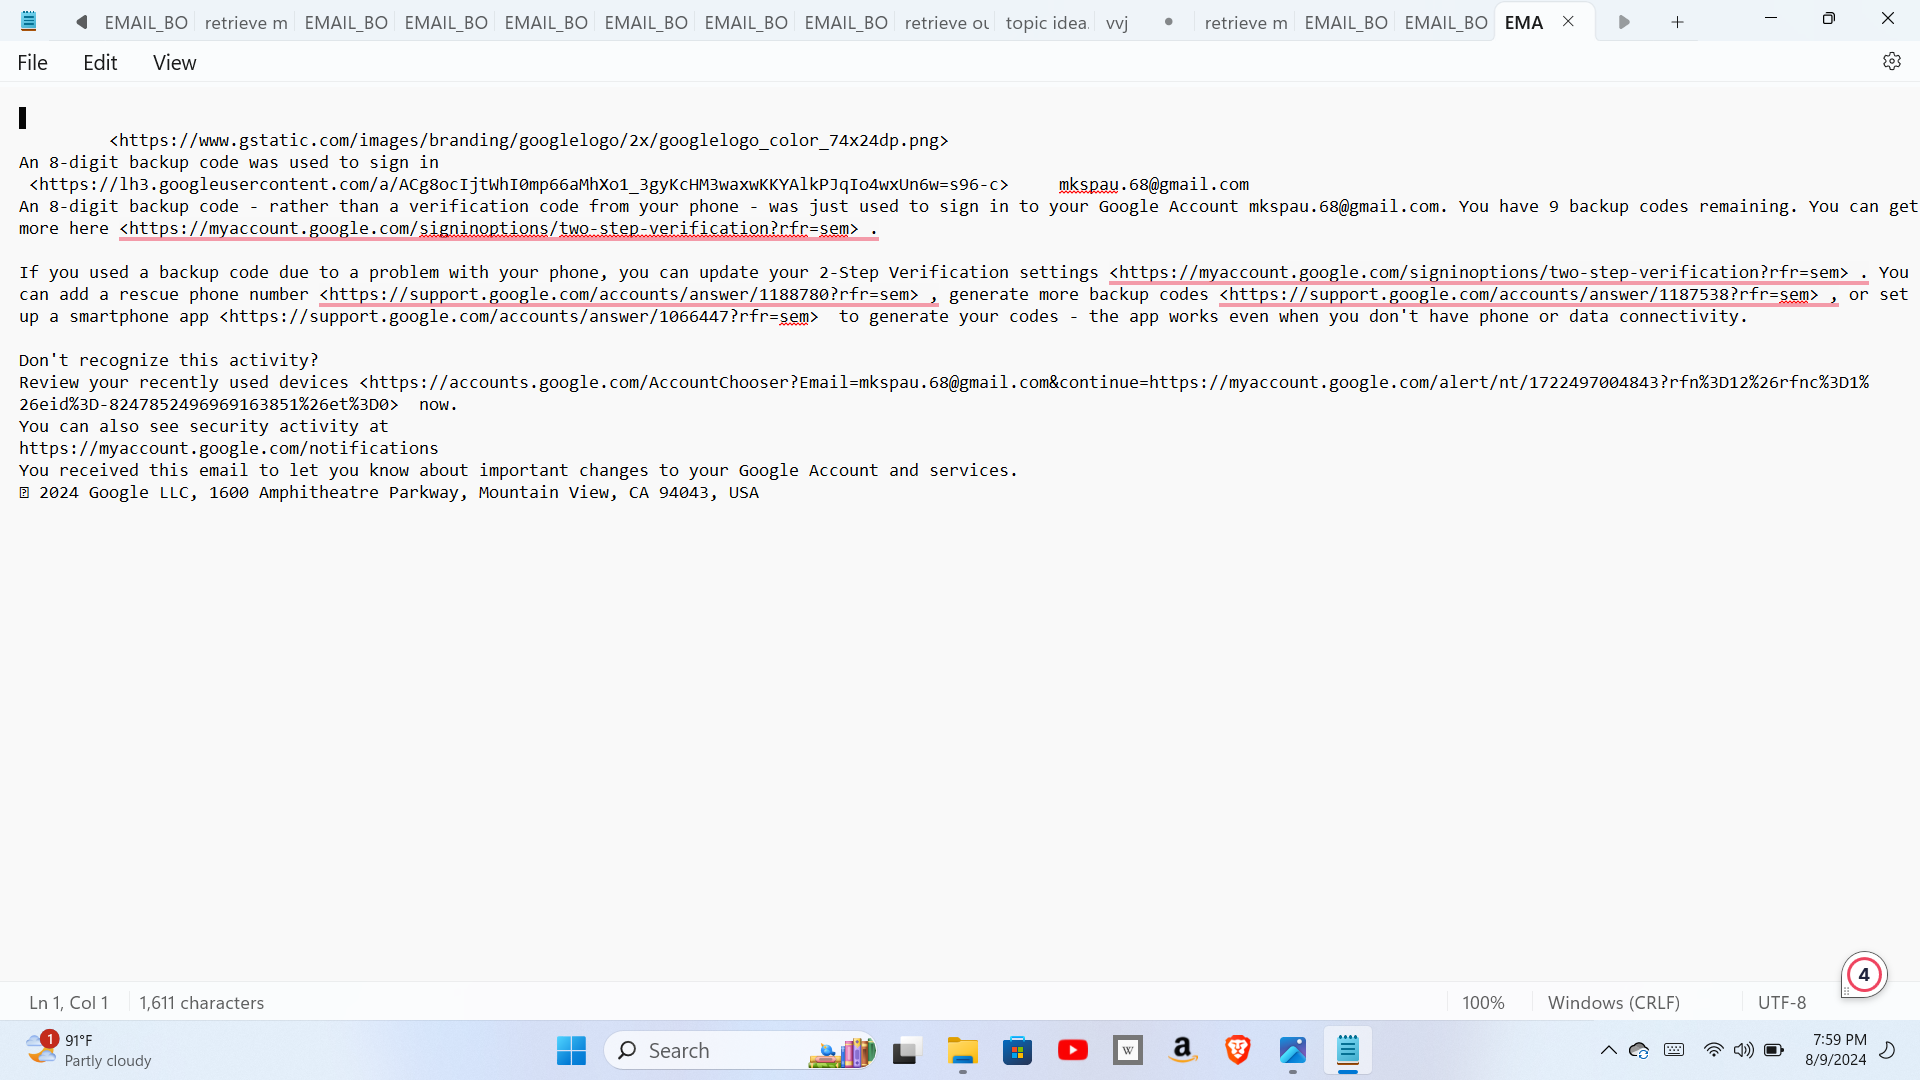 EMAIL_BO retrieve m EMAIL_BO EMAIL_BO EMAIL_BO EMAIL_BO EMAIL_BO EMAIL_BO retrieve ou topic idea. vvj retrieve m EMAIL_BO EMAIL_BO EMA
File Edit View
<https://www.gstatic.com/images/branding/googlelogo/2x/googlelogo_color_74x24dp.png>
An 8-digit backup code was used to sign in
<https://lh3.googleusercontent.com/a/ACg8ocIjtWhI0mp66aMhXo1_3gyKcHM3waxwKKYAlkPJqIo4wxUn6w=s96-c> mkspau.68@gmail.com
An 8-digit backup code - rather than a verification code from your phone - was just used to sign in to your Google Account mkspau.68@gmail.com. You have 9 backup codes remaining. You can get
more here <https://myaccount.google.com/signinoptions/two-step-verification?rfr=sem> .
If you used a backup code due to a problem with your phone, you can update your 2-Step Verification settings <https://myaccount.google.com/signinoptions/two-step-verification?rfr=sem> . You
can add a rescue phone number <https://support.google.com/accounts/answer/1188780?rfr=sem> , generate more backup codes <https://support.google.com/accounts/answer/1187538?rfr=sem> , or set
up a smartphone app <https://support.google.com/accounts/answer/1066447?rfr=sem>  to generate your codes - the app works even when you don't have phone or data connectivity.
Don't recognize this activity?
Review your recently used devices <https://accounts.google.com/AccountChooser?Email=mkspau.68@gmail.com&continue=https://myaccount.google.com/alert/nt/1722497004843?rfn%3D12%26rfnc%3D1%
26eid%3D-8247852496969163851%26et%3D0>  now.
You can also see security activity at
https://myaccount.google.com/notifications
You received this email to let you know about important changes to your Google Account and services.
2024 Google LLC, 1600 Amphitheatre Parkway, Mountain View, CA 94043, USA
4
Ln 1, Col 1 1,611 characters 100% Windows (CRLF) UTF-8
1 91°F Search W a 7:59 PM
Partly cloudy 8/9/2024